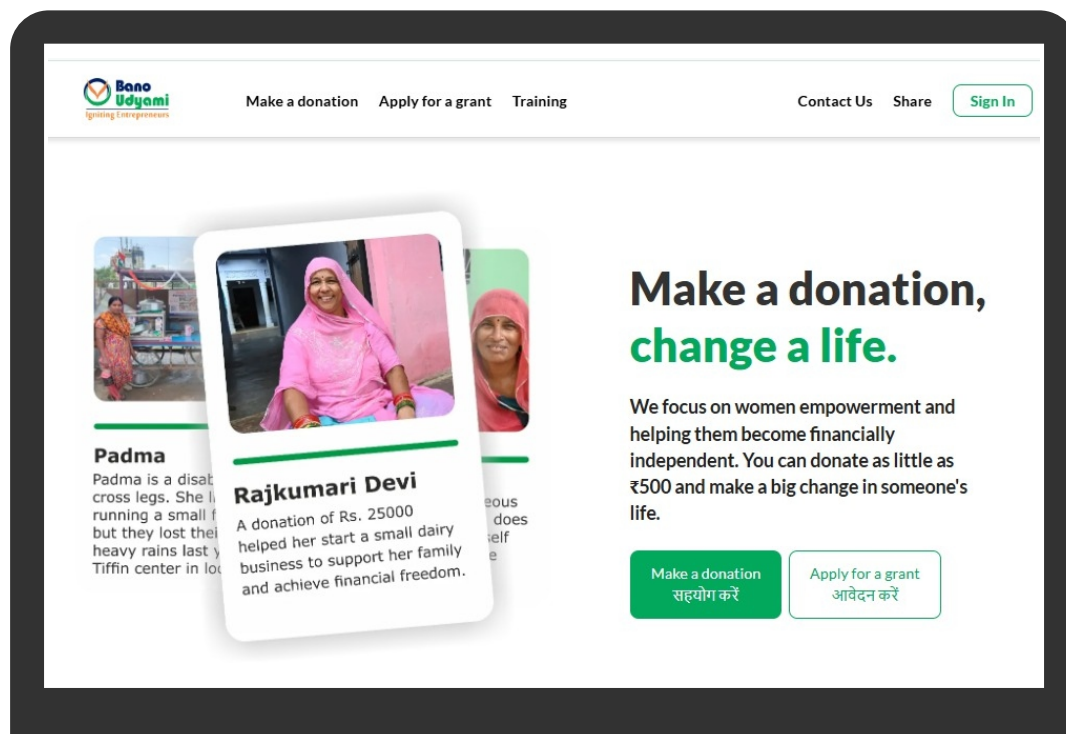 Bano
Udyami
Igniting Entrepreneurs
Make a donation
Apply for a grant
Training
Contact Us
Share
Sign In
Padma
Padma is a disab
cross legs. She l
running a small f
but they lost thei
heavy rains last y
Tiffin center in loc
Rajkumari Devi
A donation of Rs. 25000
helped her start a small dairy
business to support her family
and achieve financial freedom.
eous
does
self
e
Make a donation,
change a life.
We focus on women empowerment and
helping them become financially
independent. You can donate as little as
₹500 and make a big change in someone's
life.
Make a donation
सहयोग करें
Apply for a grant
आवेदन करें